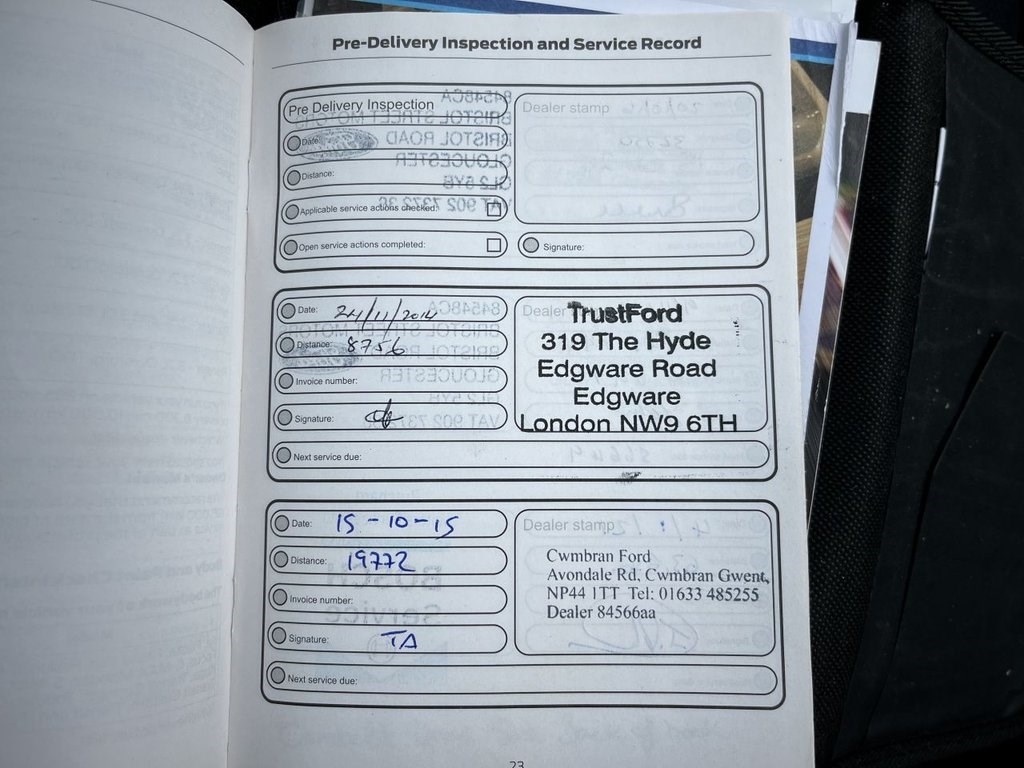 Pre-Delivery Inspection and Service Record
Pre Delivery Inspection
Date:
Distance:
Applicable service actions checked:
Open service actions completed:
Dealer stamp
Signature:
Date: 24/11/2014
Distance: 8756
Invoice number:
Signature:
Next service due:
Dealer
TrustFord
319 The Hyde
Edgware Road
Edgware
London NW9 6TH
Date: 15-10-15
Distance: 19772
Invoice number:
Signature: TA
Next service due:
Dealer stamp
Cwmbran Ford
Avondale Rd, Cwmbran Gwent,
NP44 1TT Tel: 01633 485255
Dealer 84566aa
23